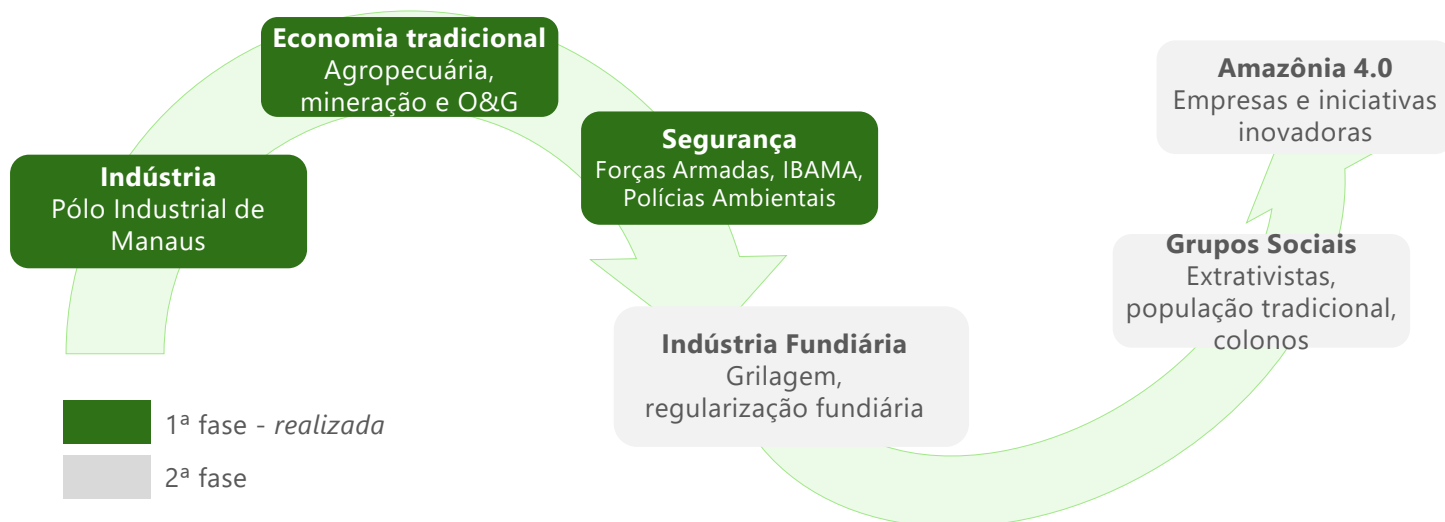 Indústria
Pólo Industrial de
Manaus
Economia tradicional
Agropecuária,
mineração e O&G
Segurança
Forças Armadas, IBAMA,
Polícias Ambientais
Indústria Fundiária
Grilagem,
regularização fundiária
Grupos Sociais
Extrativistas,
população tradicional,
colonos
Amazônia 4.0
Empresas e iniciativas
inovadoras
1ª fase - realizada
2ª fase